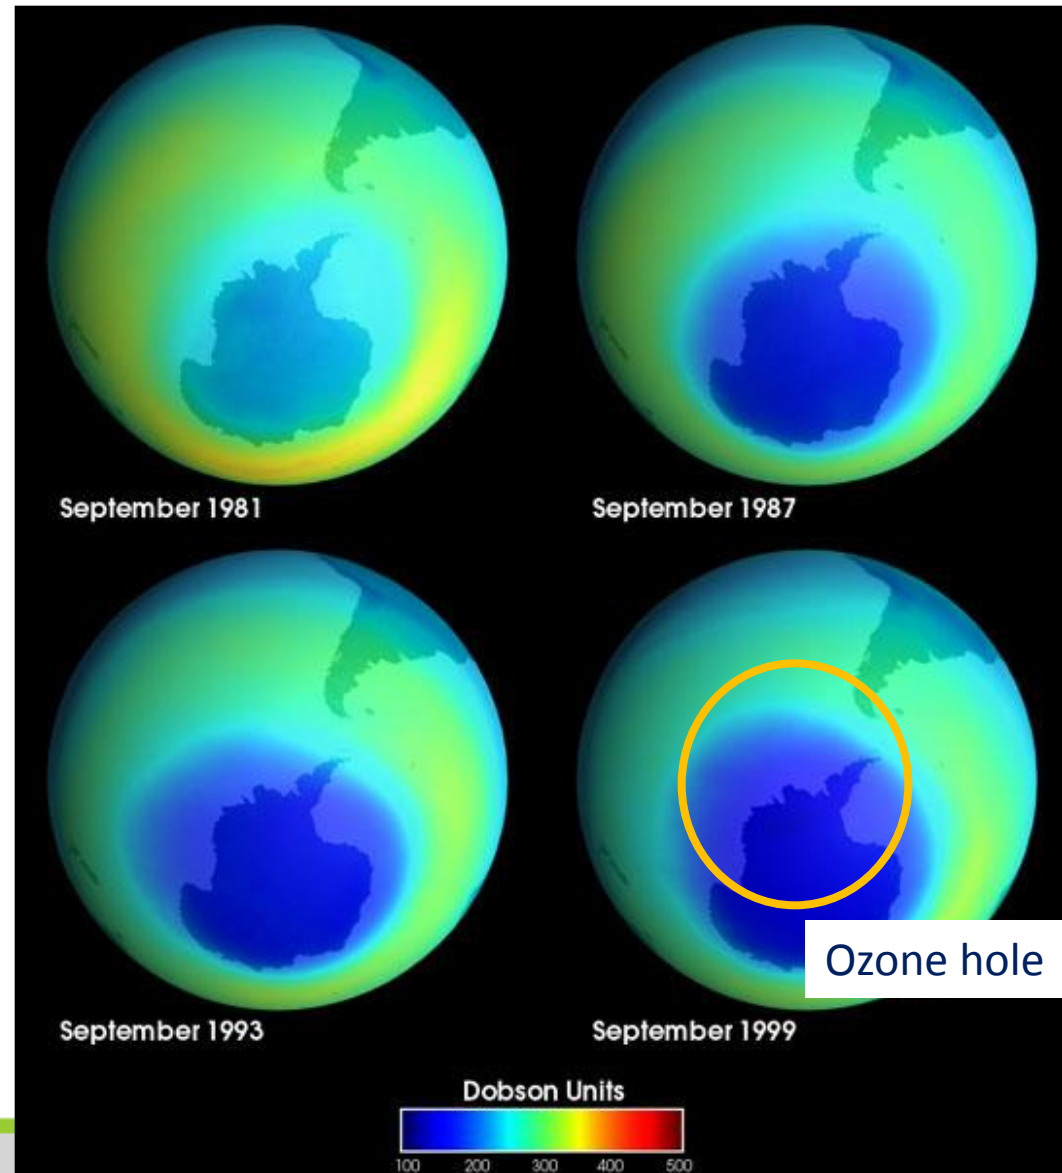 September 1981
September 1987
September 1993
September 1999
Ozone hole
Dobson Units
100 200 300 400 500